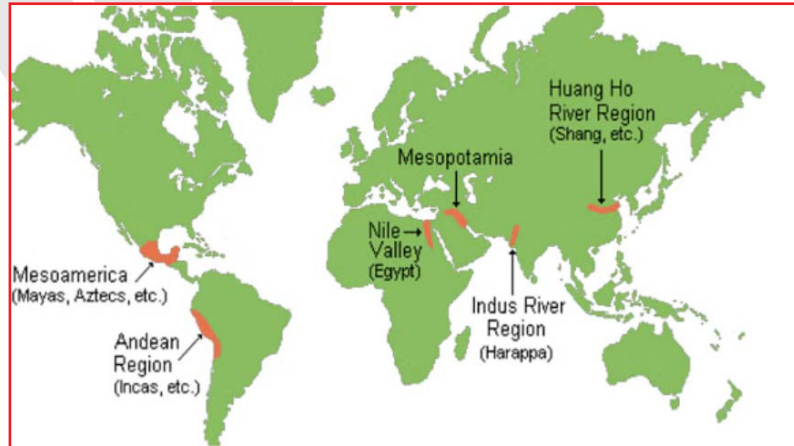 Huang Ho
River Region
(Shang, etc.)
Mesopotamia
Nile
Valley
(Egypt)
Mesoamerica
(Mayas, Aztecs, etc.)
Indus River
Region
(Harappa)
Andean
Region
(Incas, etc.)